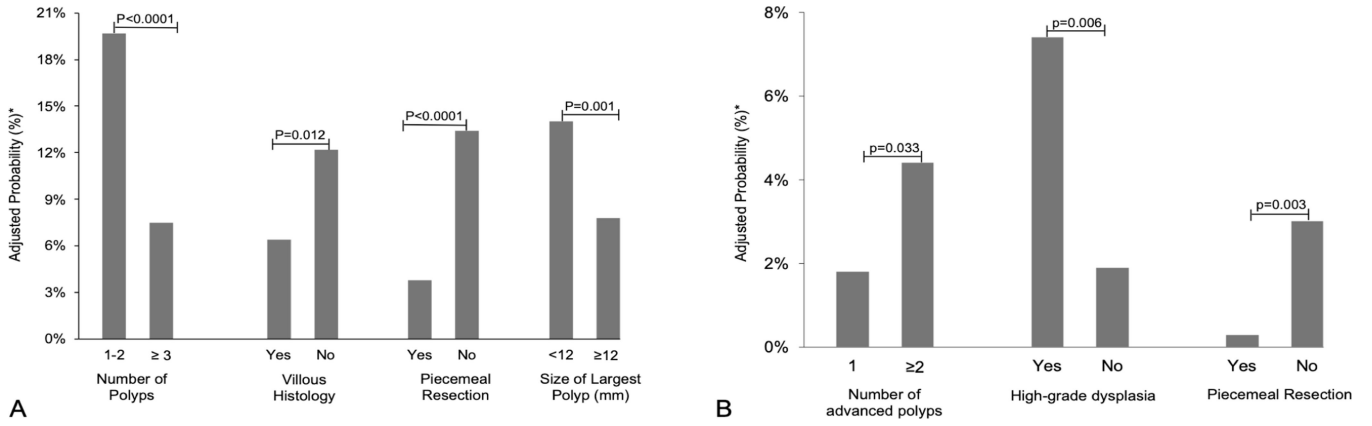 21%
18%
15%
12%
9%
6%
3%
0%
Adjusted Probability (%)*
P<0.0001
P=0.012
P<0.0001
P=0.001
1-2 ≥ 3 Yes No Yes No <12 ≥12
Number of Polyps
Villous Histology
Piecemeal Resection
Size of Largest Polyp (mm)
A
8%
6%
4%
2%
0%
Adjusted Probability (%)*
p=0.033
p=0.006
p=0.003
1 ≥2 Yes No Yes No
Number of advanced polyps
High-grade dysplasia
Piecemeal Resection
B